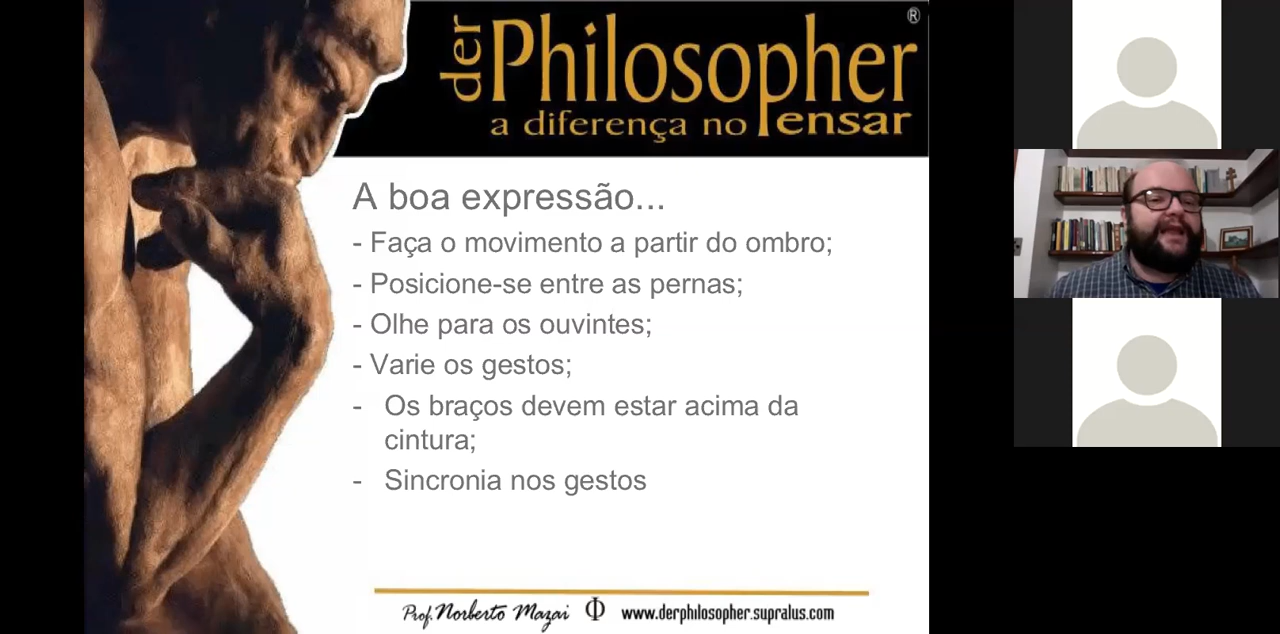 der Philosopher ®
a diferença no Pensar
A boa expressão...
- Faça o movimento a partir do ombro;
- Posicione-se entre as pernas;
- Olhe para os ouvintes;
- Varie os gestos;
- Os braços devem estar acima da
cintura;
- Sincronia nos gestos
Prof. Norberto Mazai Φ www.derphilosopher.supralus.com